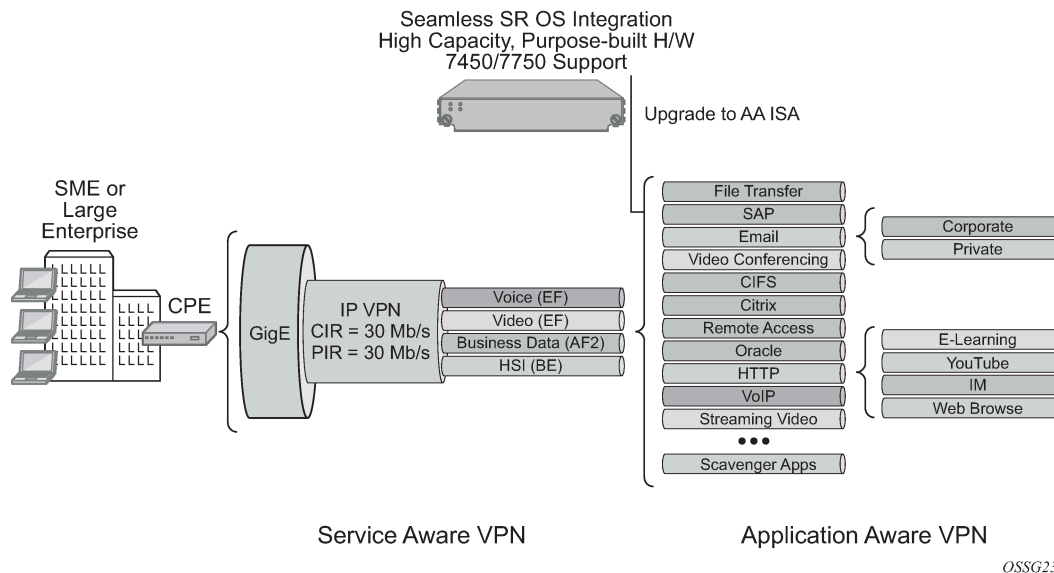 Seamless SR OS Integration
High Capacity, Purpose-built H/W
7450/7750 Support
Upgrade to AA ISA
SME or
Large
Enterprise
CPE
GigE
IP VPN
CIR = 30 Mb/s
PIR = 30 Mb/s
Voice (EF)
Video (EF)
Business Data (AF2)
HSI (BE)
File Transfer
SAP
Email
Video Conferencing
CIFS
Citrix
Remote Access
Oracle
HTTP
VoIP
Streaming Video
•••
Scavenger Apps
Corporate
Private
E-Learning
YouTube
IM
Web Browse
Service Aware VPN
Application Aware VPN
OSSG23